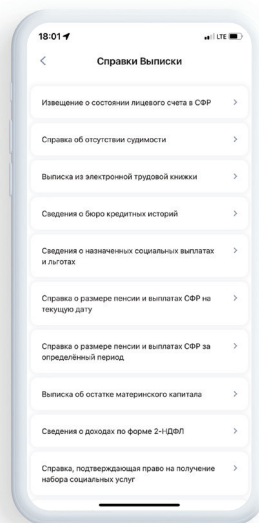 18:01
LTE
Справки Выписки
Извещение о состоянии лицевого счета в СФР
Справка об отсутствии судимости
Выписка из электронной трудовой книжки
Сведения о бюро кредитных историй
Сведения о назначенных социальных выплатах
и льготах
Справка о размере пенсии и выплатах СФР на
текущую дату
Справка о размере пенсии и выплатах СФР за
определённый период
Выписка об остатке материнского капитала
Сведения о доходах по форме 2-НДФЛ
Справка, подтверждающая право на получение
набора социальных услуг